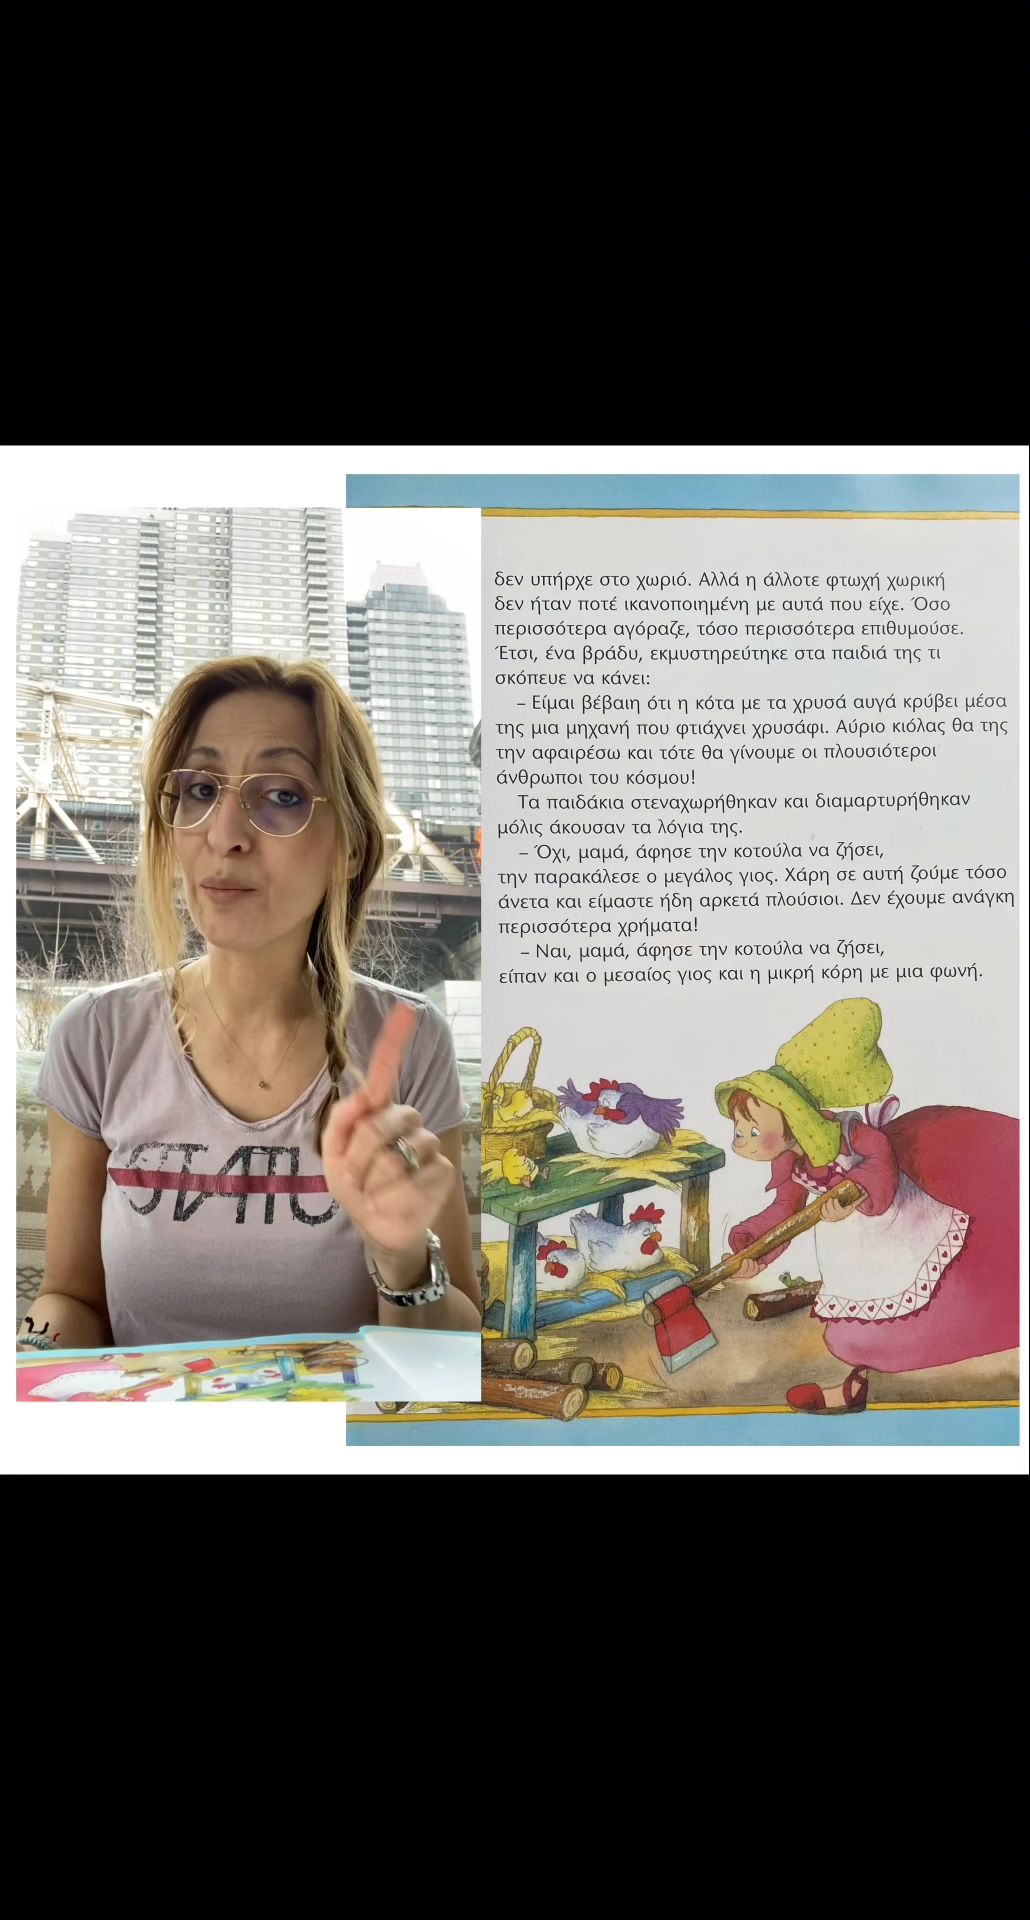 STATU
δεν υπήρχε στο χωριό. Αλλά η άλλοτε φτωχή χωρική
δεν ήταν ποτέ ικανοποιημένη με αυτά που είχε. Όσο
περισσότερα αγόραζε, τόσο περισσότερα επιθυμούσε.
Έτσι, ένα βράδυ, εκμυστηρεύτηκε στα παιδιά της τι
σκόπευε να κάνει:
– Είμαι βέβαιη ότι η κότα με τα χρυσά αυγά κρύβει μέσα
της μια μηχανή που φτιάχνει χρυσάφι. Αύριο κιόλας θα της
την αφαιρέσω και τότε θα γίνουμε οι πλουσιότεροι
άνθρωποι του κόσμου!
Τα παιδάκια στεναχωρήθηκαν και διαμαρτυρήθηκαν
μόλις άκουσαν τα λόγια της.
– Όχι, μαμά, άφησε την κοτούλα να ζήσει,
την παρακάλεσε ο μεγάλος γιος. Χάρη σε αυτή ζούμε τόσο
άνετα και είμαστε ήδη αρκετά πλούσιοι. Δεν έχουμε ανάγκη
περισσότερα χρήματα!
– Ναι, μαμά, άφησε την κοτούλα να ζήσει,
είπαν και ο μεσαίος γιος και η μικρή κόρη με μια φωνή.